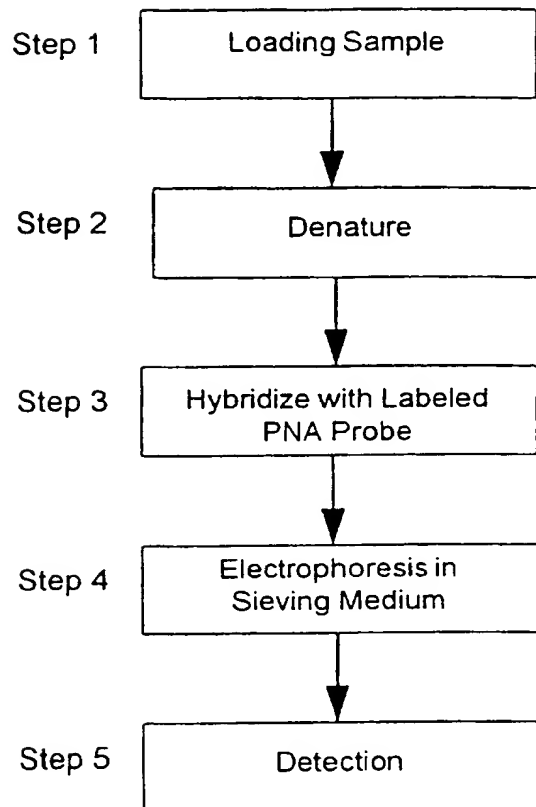 Step 1
Loading Sample
Step 2
Denature
Step 3
Hybridize with Labeled
PNA Probe
Step 4
Electrophoresis in
Sieving Medium
Step 5
Detection